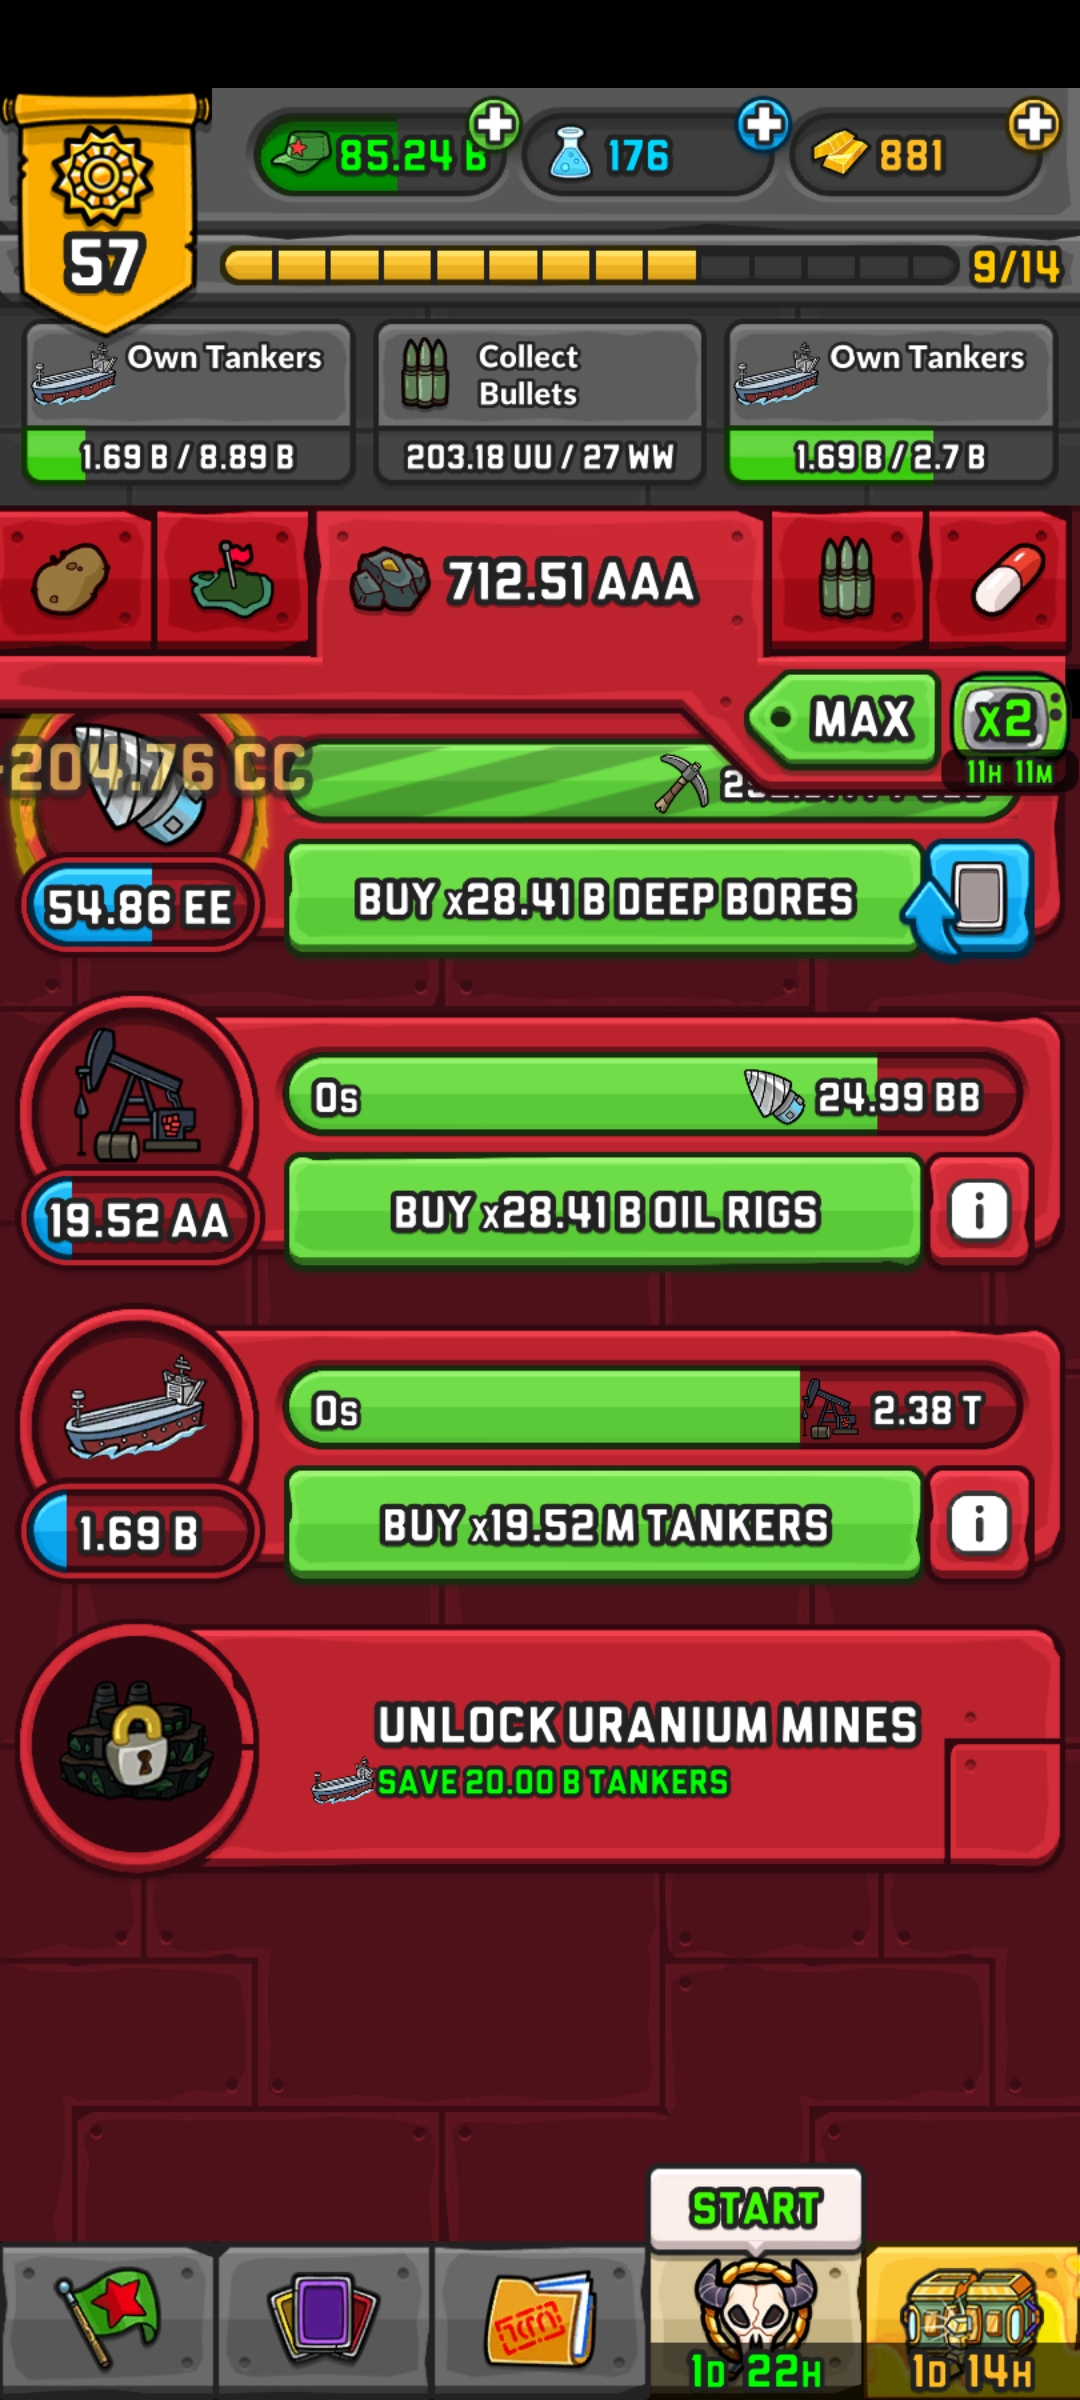 85.24 B
176
881
57
9/14
Own Tankers
1.69 B / 8.89 B
Collect
Bullets
203.18 UU / 27 WW
Own Tankers
1.69 B / 2.7 B
712.51 AAA
MAX
x2
11H 11M
204.76 CC
54.86 EE
BUY x28.41 B DEEP BORES
0s
24.99 BB
19.52 AA
BUY x28.41 B OIL RIGS
i
0s
2.38 T
1.69 B
BUY x19.52 M TANKERS
i
UNLOCK URANIUM MINES
SAVE 20.00 B TANKERS
START
1D 22H
1D 14H